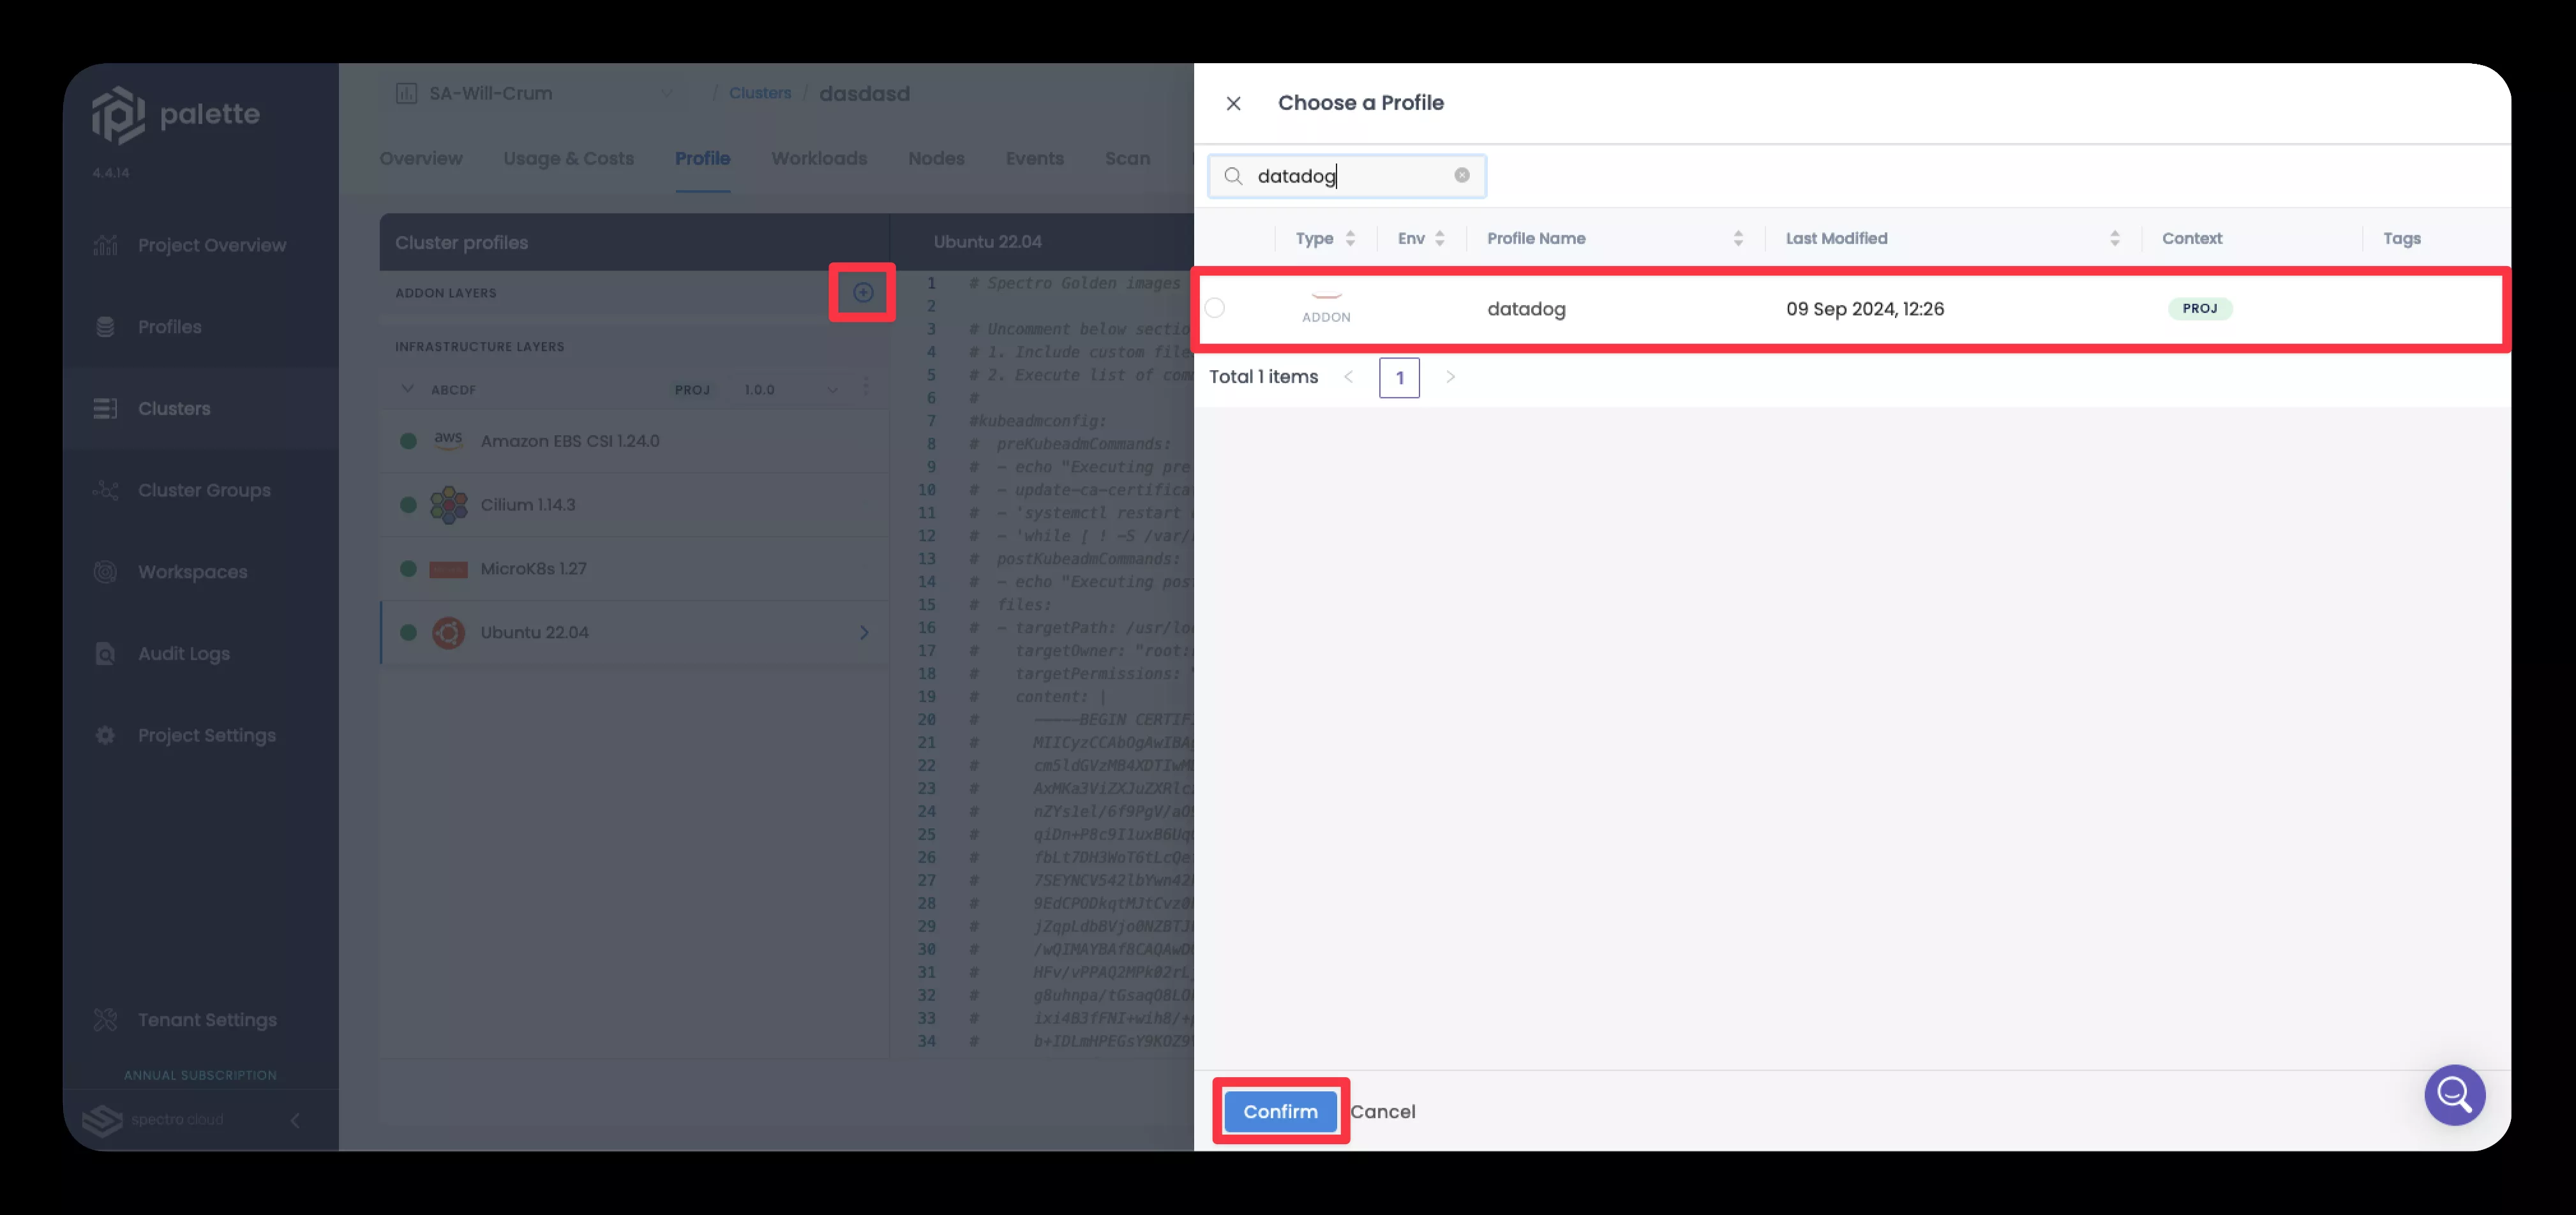 palette
4.4.14
Project Overview
Profiles
Clusters
Cluster Groups
Workspaces
Audit Logs
Project Settings
Tenant Settings
ANNUAL SUBSCRIPTION
spectro cloud
SA-Will-Crum / Clusters / dasdasd
Overview Usage & Costs Profile Workloads Nodes Events Scan
Cluster profiles
ADDON LAYERS
INFRASTRUCTURE LAYERS
ABCDF PROJ 1.0.0
aws Amazon EBS CSI 1.24.0
Cilium 1.14.3
MicroK8s 1.27
Ubuntu 22.04
Ubuntu 22.04
1 # Spectro Golden images
2
3 # Uncomment below sectio
4 # 1. Include custom file
5 # 2. Execute list of com
6 #
7 #kubeadmconfig:
8 # preKubeadmCommands:
9 # - echo "Executing pre
10 # - update-ca-certifica
11 # - 'systemctl restart
12 # - 'while [ ! -S /var/
13 # postKubeadmCommands:
14 # - echo "Executing pos
15 # files:
16 # - targetPath: /usr/lo
17 # targetOwner: "root:
18 # targetPermissions: "
19 # content: |
20 # -----BEGIN CERTIF
21 # MIICyzCCAbOgAwIBA
22 # cm5ldGVzMB4XDTIwM
23 # AxMKa3ViZXJuZXRlc
24 # nZYs1el/6f9PgV/aO
25 # qiDn+P8c9I1uxB6Uq
26 # fbLt7DH3WoT6tLcQe
27 # 7SEYNCVS42lbYwn42
28 # 9EdCPODkqtMJtCvz0
29 # jZqpLdbBVjo0NZBTJ
30 # /wQIMAYBAf8CAQAwO
31 # HFv/vPPAQ2MPk02rL
32 # g8uhnpa/tGsaq08LO
33 # ixi4B3fFNI+wih8/+
34 # b+IDLmHPEGsY9KOZ9
Choose a Profile
datadog
Type Env Profile Name Last Modified Context Tags
ADDON datadog 09 Sep 2024, 12:26 PROJ
Total 1 items 1
Confirm Cancel